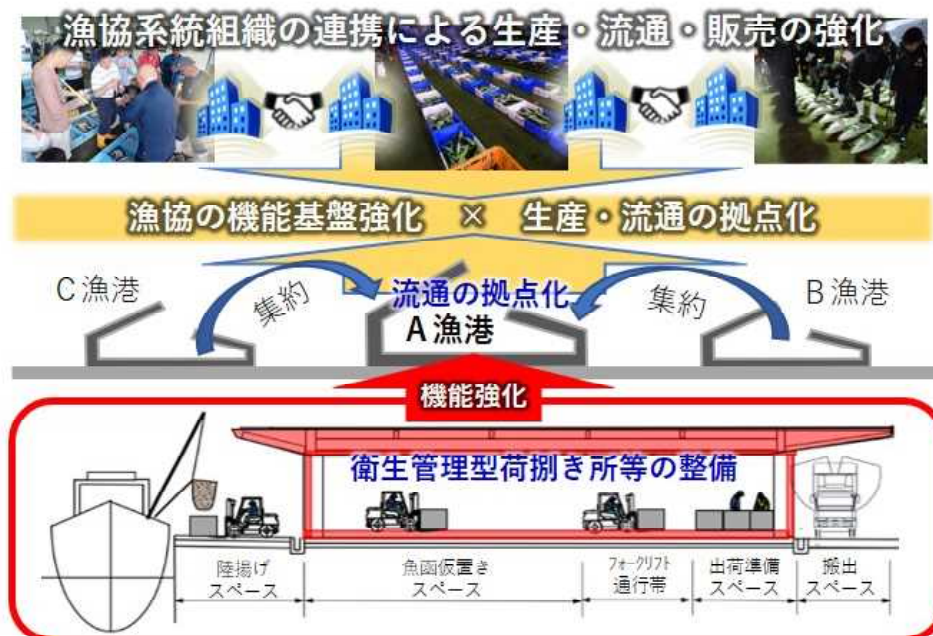 漁協系統組織の連携による生産・流通・販売の強化
漁協の機能基盤強化 × 生産・流通の拠点化
C漁港
集約
流通の拠点化
A漁港
集約
B漁港
機能強化
衛生管理型荷捌き所等の整備
陸揚げ
スペース
魚函仮置き
スペース
フォークリフト
通行帯
出荷準備
スペース
搬出
スペース